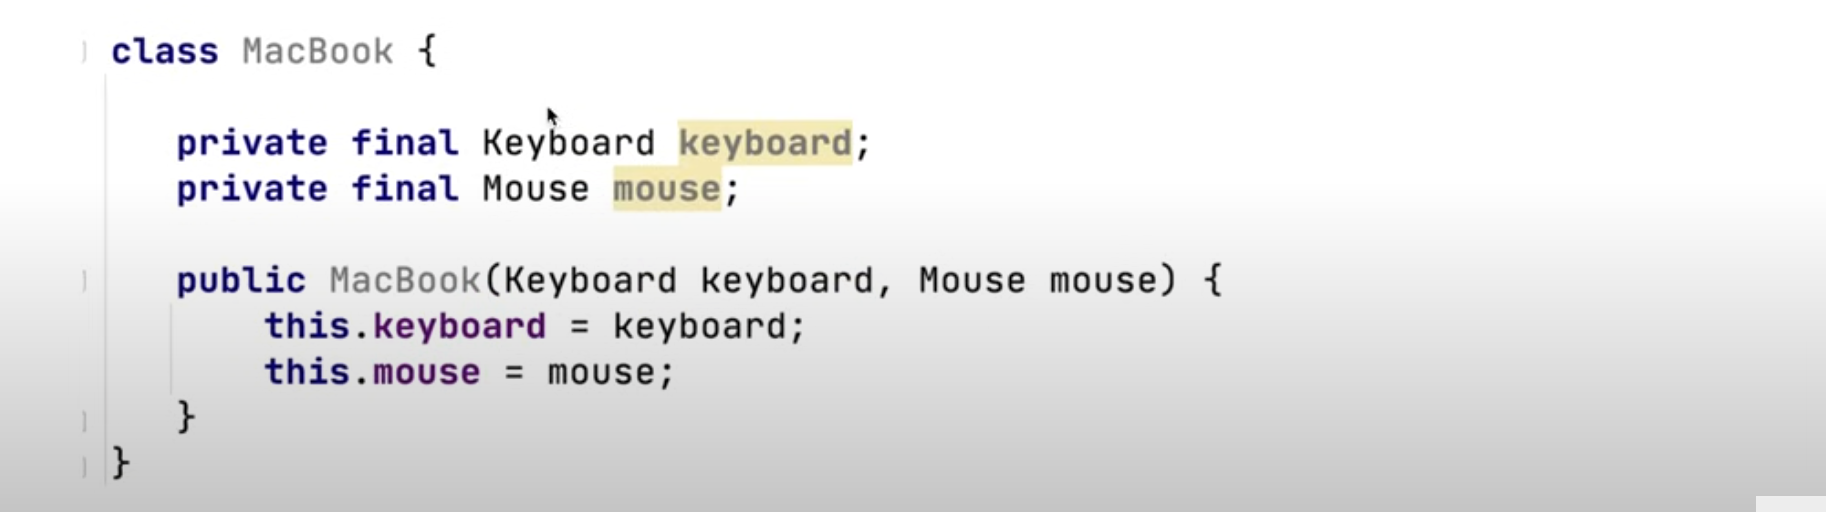 class MacBook {
private final Keyboard keyboard;
private final Mouse mouse;
public MacBook(Keyboard keyboard, Mouse mouse) {
this.keyboard = keyboard;
this.mouse = mouse;
}
}